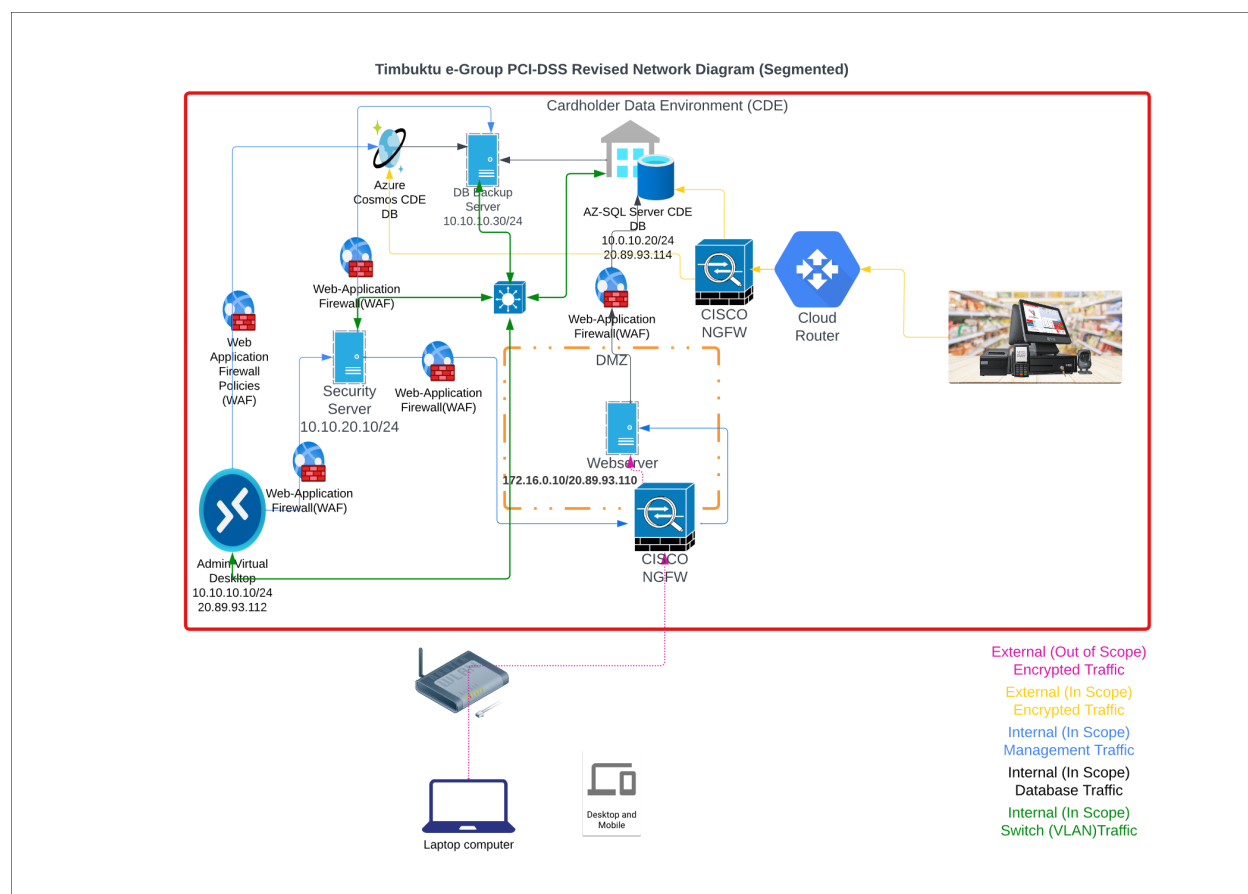 Timbuktu e-Group PCI-DSS Revised Network Diagram (Segmented)
Cardholder Data Environment (CDE)
Azure
Cosmos CDE
DB
DB Backup
Server
10.10.10.30/24
AZ-SQL Server CDE
DB
10.0.10.20/24
20.89.93.114
Web-Application
Firewall(WAF)
Web
Application
Firewall
Policies
(WAF)
Web-Application
Firewall(WAF)
CISCO
NGFW
Cloud
Router
DMZ
Security
Server
10.10.20.10/24
Web-Application
Firewall(WAF)
Webserver
172.16.0.10/20.89.93.110
Web-Application
Firewall(WAF)
CISCO
NGFW
Admin Virtual
Desktop
10.10.10.10/24
20.89.93.112
External (Out of Scope)
Encrypted Traffic
External (In Scope)
Encrypted Traffic
Internal (In Scope)
Management Traffic
Internal (In Scope)
Database Traffic
Internal (In Scope)
Switch (VLAN)Traffic
Desktop and
Mobile
Laptop computer